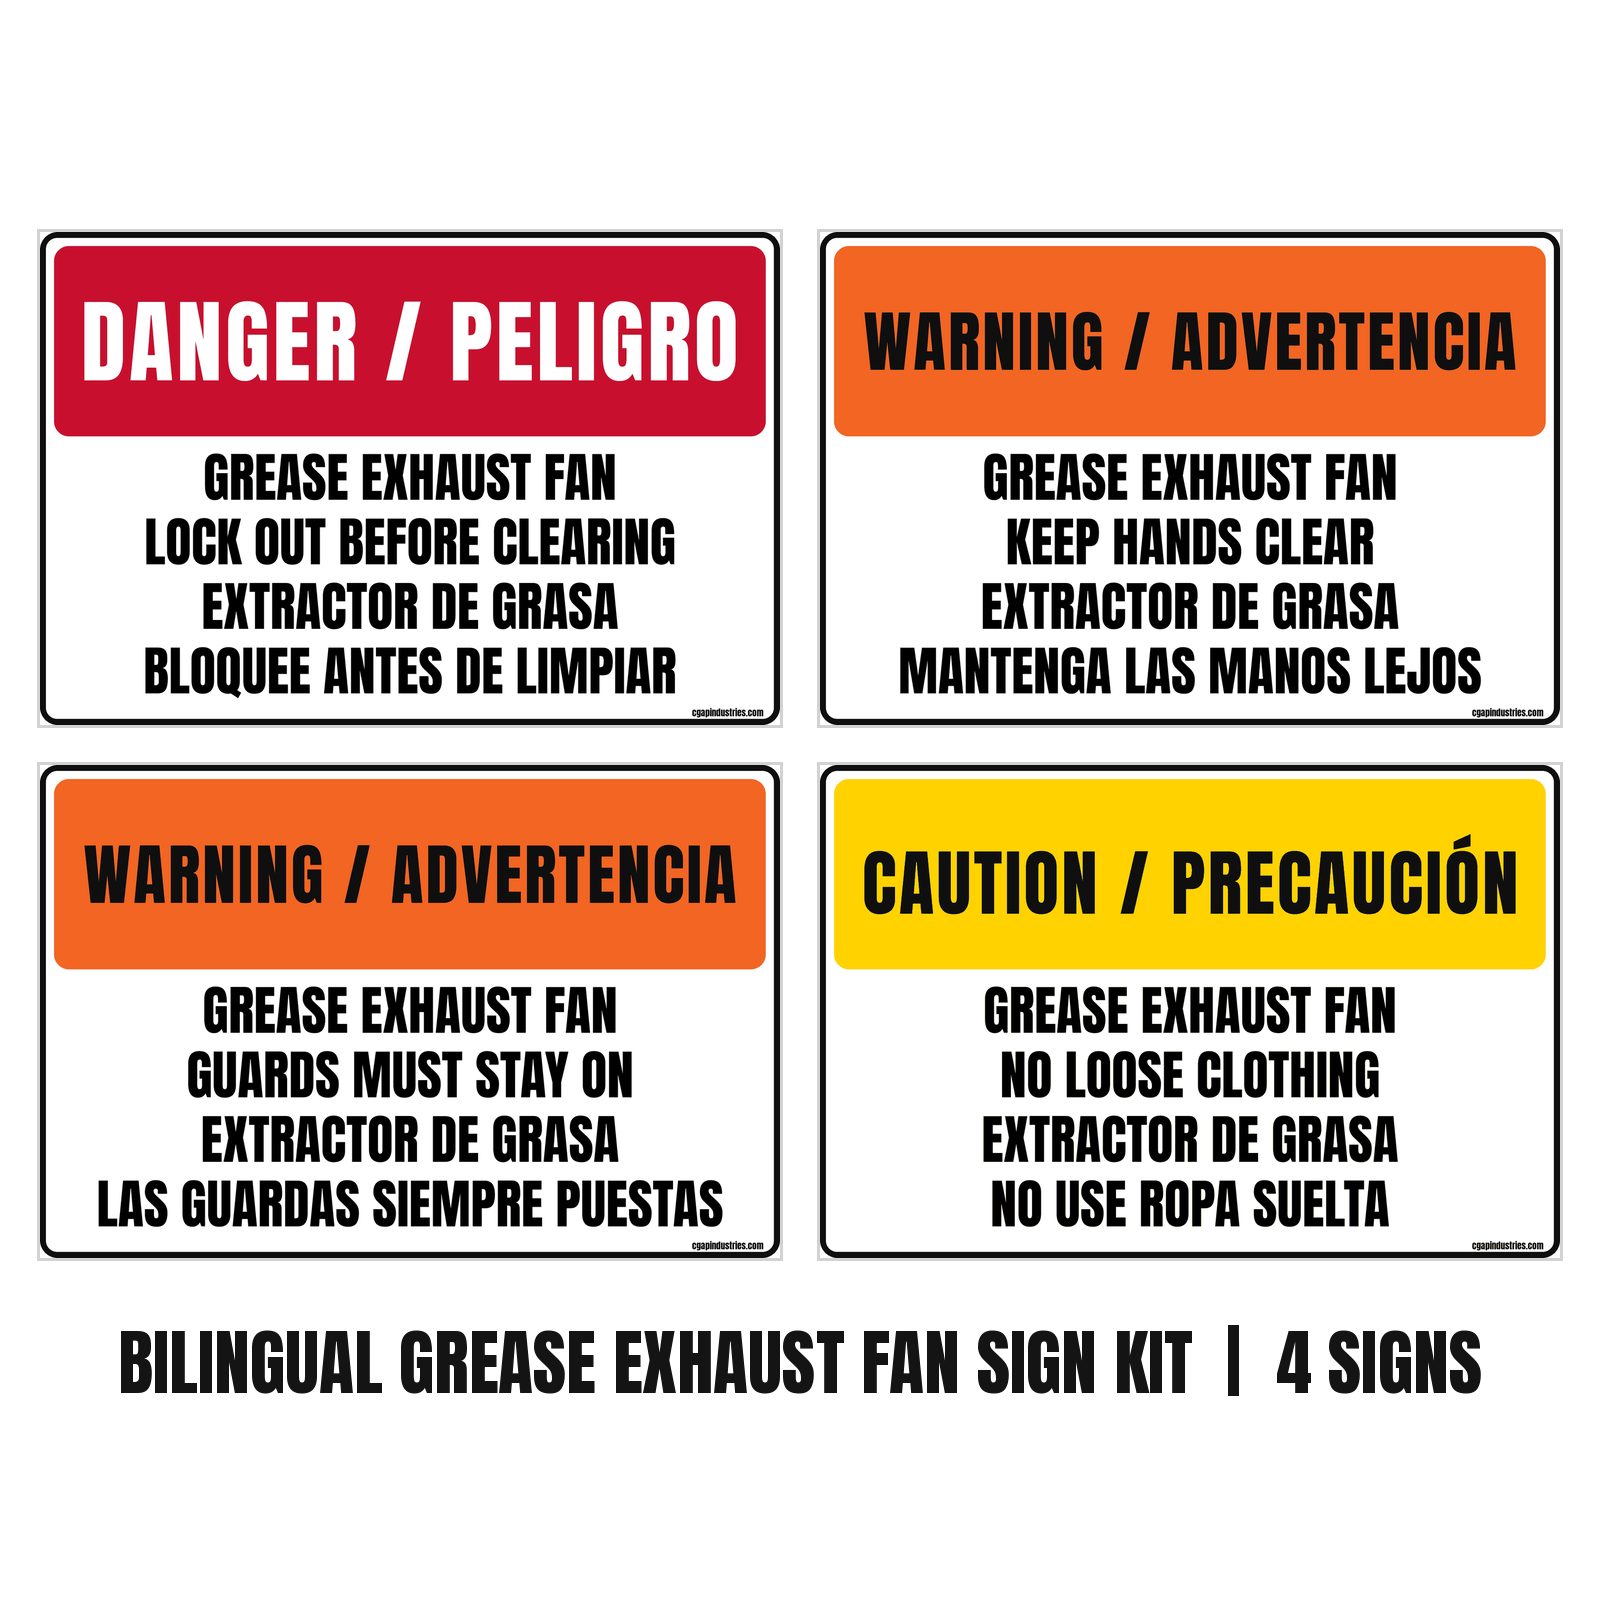 DANGER / PELIGRO
GREASE EXHAUST FAN
LOCK OUT BEFORE CLEARING
EXTRACTOR DE GRASA
BLOQUEE ANTES DE LIMPIAR
cgapindustries.com
WARNING / ADVERTENCIA
GREASE EXHAUST FAN
KEEP HANDS CLEAR
EXTRACTOR DE GRASA
MANTENGA LAS MANOS LEJOS
cgapindustries.com
WARNING / ADVERTENCIA
GREASE EXHAUST FAN
GUARDS MUST STAY ON
EXTRACTOR DE GRASA
LAS GUARDAS SIEMPRE PUESTAS
cgapindustries.com
CAUTION / PRECAUCIÓN
GREASE EXHAUST FAN
NO LOOSE CLOTHING
EXTRACTOR DE GRASA
NO USE ROPA SUELTA
cgapindustries.com
BILINGUAL GREASE EXHAUST FAN SIGN KIT | 4 SIGNS